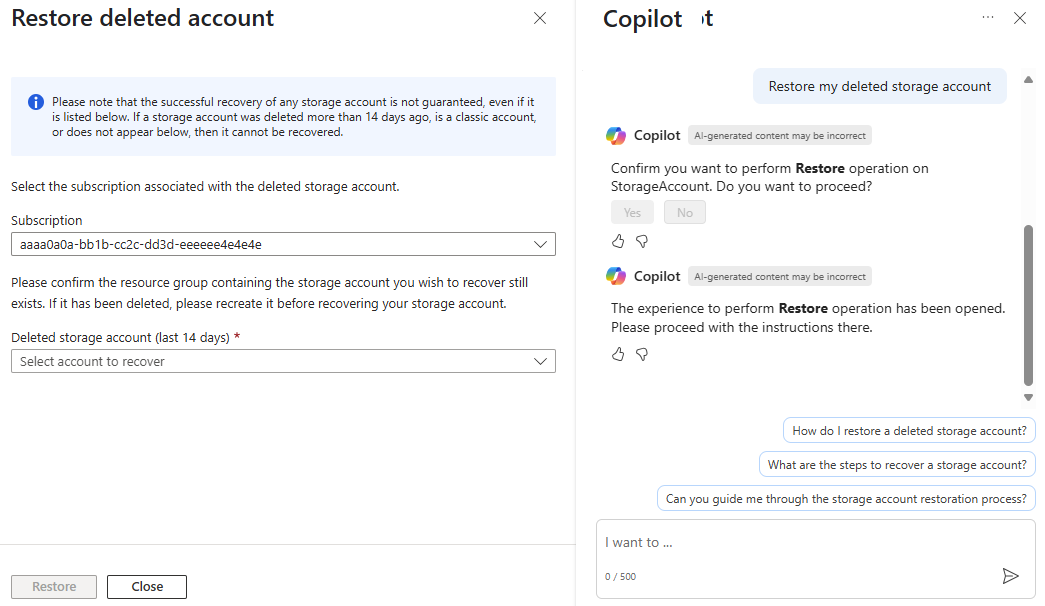 Restore deleted account
Please note that the successful recovery of any storage account is not guaranteed, even if it
is listed below. If a storage account was deleted more than 14 days ago, is a classic account,
or does not appear below, then it cannot be recovered.
Select the subscription associated with the deleted storage account.
Subscription
aaaa0a0a-bb1b-cc2c-dd3d-eeeeee4e4e4e
Please confirm the resource group containing the storage account you wish to recover still
exists. If it has been deleted, please recreate it before recovering your storage account.
Deleted storage account (last 14 days) *
Select account to recover
Restore
Close
Copilot
Restore my deleted storage account
Copilot
AI-generated content may be incorrect
Confirm you want to perform Restore operation on
StorageAccount. Do you want to proceed?
Yes
No
Copilot
AI-generated content may be incorrect
The experience to perform Restore operation has been opened.
Please proceed with the instructions there.
How do I restore a deleted storage account?
What are the steps to recover a storage account?
Can you guide me through the storage account restoration process?
I want to ...
0 / 500